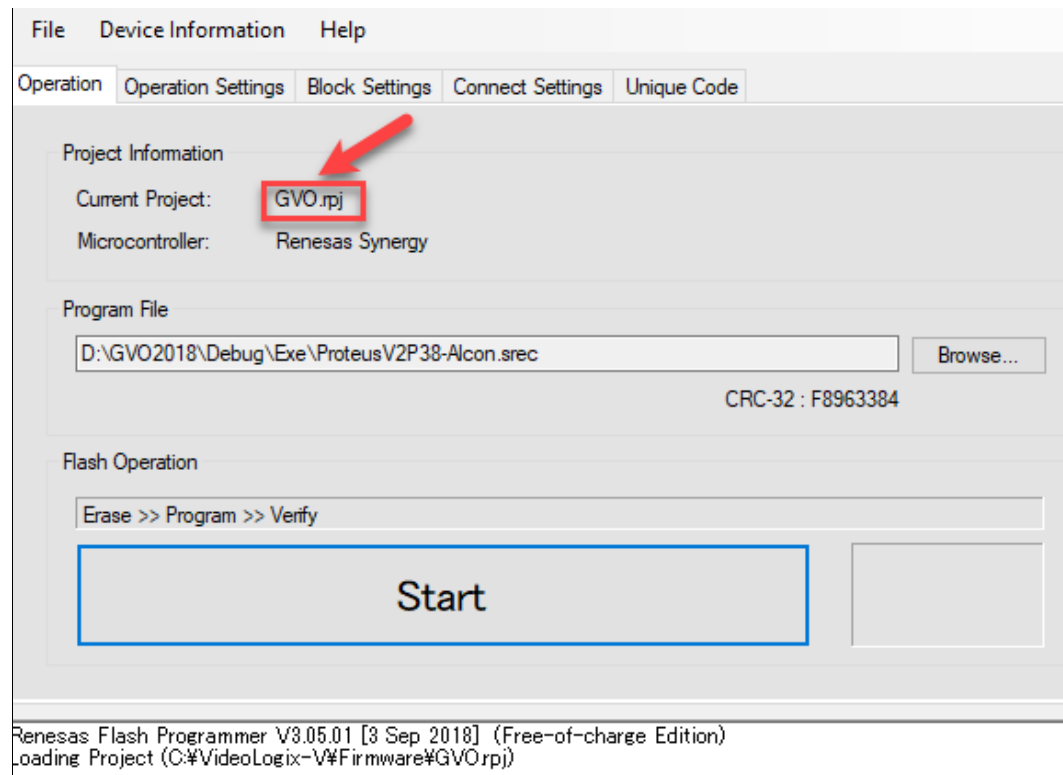 File Device Information Help
Operation Operation Settings Block Settings Connect Settings Unique Code
Project Information
Current Project: GVO.rpj
Microcontroller: Renesas Synergy
Program File
D:\GVO2018\Debug\Exe\ProteusV2P38-Alcon.srec Browse...
CRC-32 : F8963384
Flash Operation
Erase >> Program >> Verify
Start
Renesas Flash Programmer V3.05.01 [3 Sep 2018] (Free-of-charge Edition)
Loading Project (C:¥VideoLogix-V¥Firmware¥GVO.rpj)